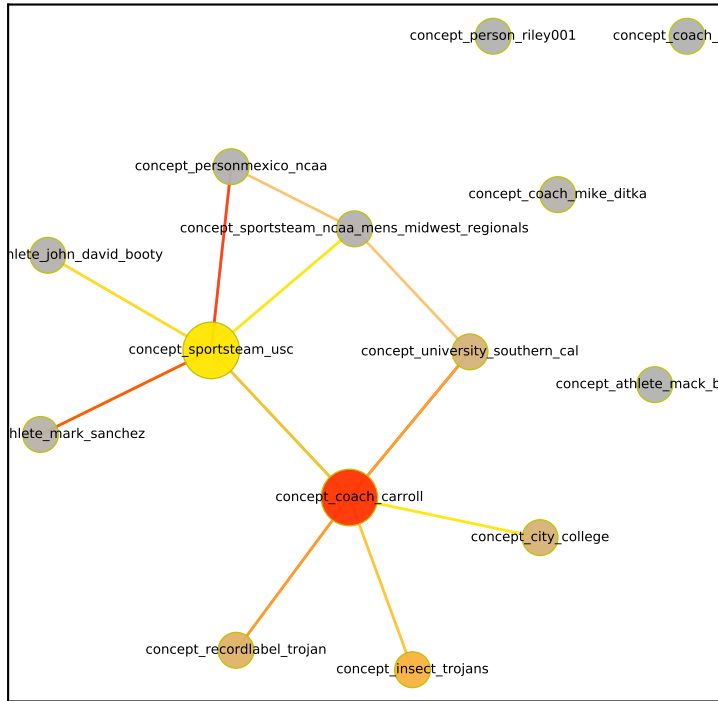 concept_person_riley001
concept_coach_
concept_personmexico_ncaa
concept_coach_mike_ditka
concept_sportsteam_ncaa_mens_midwest_regionals
hlete_john_david_booty
concept_sportsteam_usc
concept_university_southern_cal
concept_athlete_mack_b
hlete_mark_sanchez
concept_coach_carroll
concept_city_college
concept_recordlabel_trojan
concept_insect_trojans